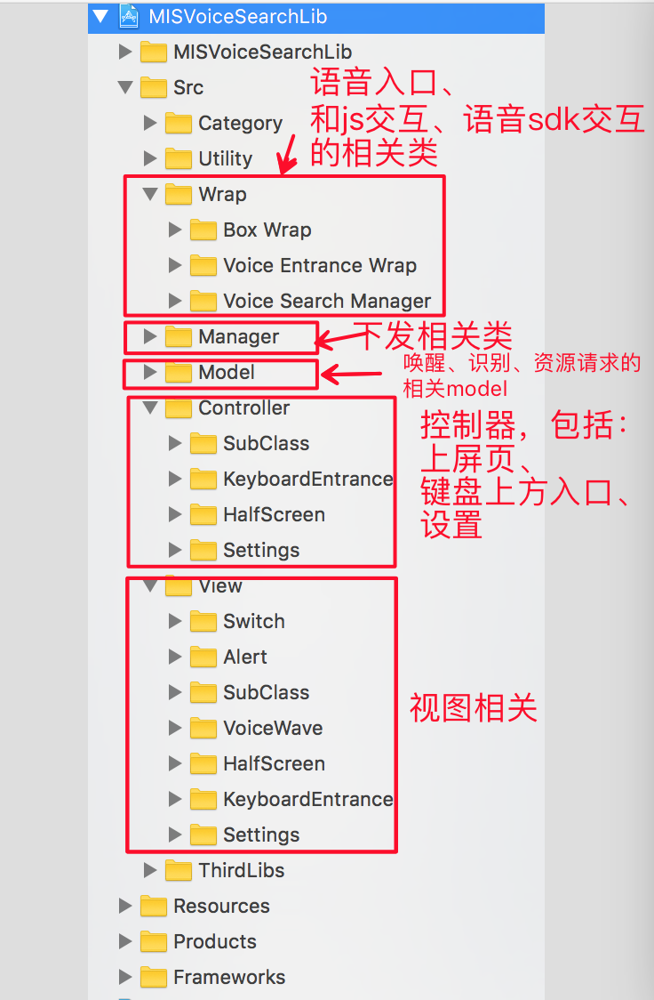 MISVoiceSearchLib
MISVoiceSearchLib
Src
语音入口、
和js交互、语音sdk交互
的相关类
Category
Utility
Wrap
Box Wrap
Voice Entrance Wrap
Voice Search Manager
Manager
下发相关类
Model
唤醒、识别、资源请求的
相关model
Controller
控制器，包括：
上屏页、
键盘上方入口、
设置
SubClass
KeyboardEntrance
HalfScreen
Settings
View
Switch
Alert
SubClass
视图相关
VoiceWave
HalfScreen
KeyboardEntrance
Settings
ThirdLibs
Resources
Products
Frameworks